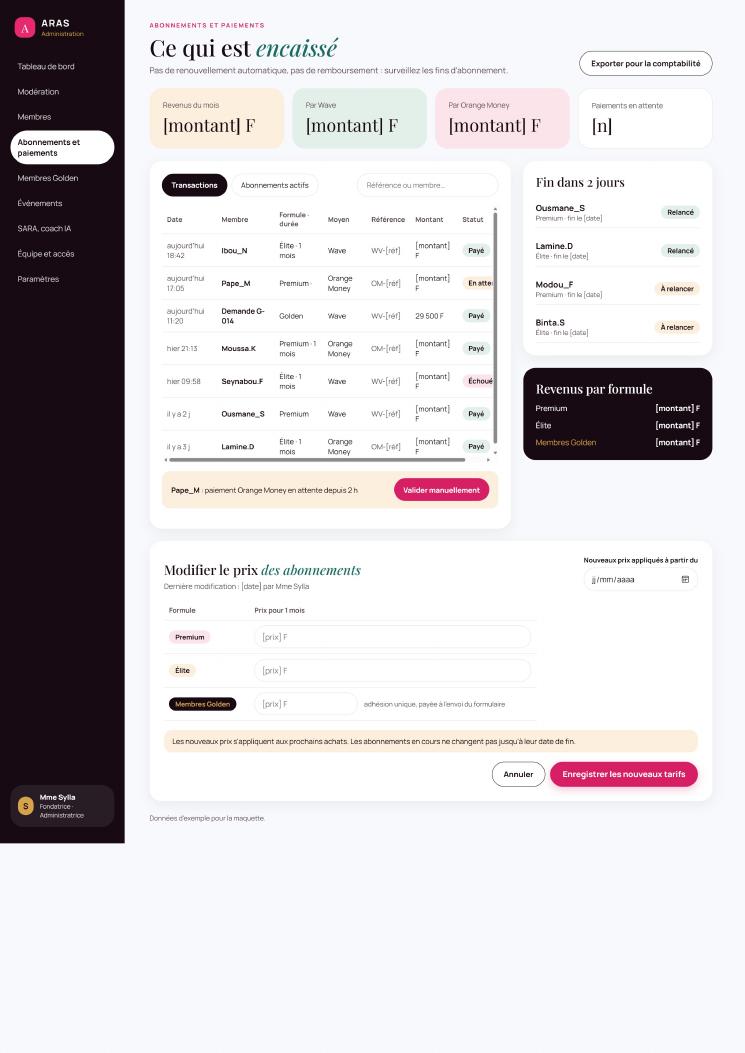 A
ARAS
Administration
Tableau de bord
Modération
Membres
Abonnements et
paiements
Membres Golden
Événements
SARA, coach IA
Équipe et accès
Paramètres
S
Mme Sylla
Fondatrice ·
Administratrice
ABONNEMENTS ET PAIEMENTS
Ce qui est encaissé
Pas de renouvellement automatique, pas de remboursement : surveillez les fins d'abonnement.
Exporter pour la comptabilité
Revenus du mois
[montant] F
Par Wave
[montant] F
Par Orange Money
[montant] F
Paiements en attente
[n]
Transactions
Abonnements actifs
Référence ou membre…
Date
Membre
Formule ·
durée
Moyen
Référence
Montant
Statut
aujourd'hui
18:42
Ibou_N
Élite · 1
mois
Wave
WV-[réf]
[montant]
F
Payé
aujourd'hui
17:05
Pape_M
Premium ·
Orange
Money
OM-[réf]
[montant]
F
En atte
aujourd'hui
11:20
Demande G-
014
Golden
Wave
WV-[réf]
29 500 F
Payé
hier 21:13
Moussa.K
Premium · 1
mois
Orange
Money
OM-[réf]
[montant]
F
Payé
hier 09:58
Seynabou.F
Élite · 1
mois
Wave
WV-[réf]
[montant]
F
Échoué
il y a 2 j
Ousmane_S
Premium
Wave
WV-[réf]
[montant]
F
Payé
il y a 3 j
Lamine.D
Élite · 1
mois
Orange
Money
OM-[réf]
[montant]
F
Payé
Pape_M : paiement Orange Money en attente depuis 2 h
Valider manuellement
Fin dans 2 jours
Ousmane_S
Premium · fin le [date]
Relancé
Lamine.D
Élite · fin le [date]
Relancé
Modou_F
Premium · fin le [date]
À relancer
Binta.S
Élite · fin le [date]
À relancer
Revenus par formule
Premium
[montant] F
Élite
[montant] F
Membres Golden
[montant] F
Modifier le prix des abonnements
Dernière modification : [date] par Mme Sylla
Nouveaux prix appliqués à partir du
jj/mm/aaaa
Formule
Prix pour 1 mois
Premium
[prix] F
Élite
[prix] F
Membres Golden
[prix] F
adhésion unique, payée à l'envoi du formulaire
Les nouveaux prix s'appliquent aux prochains achats. Les abonnements en cours ne changent pas jusqu'à leur date de fin.
Annuler
Enregistrer les nouveaux tarifs
Données d'exemple pour la maquette.